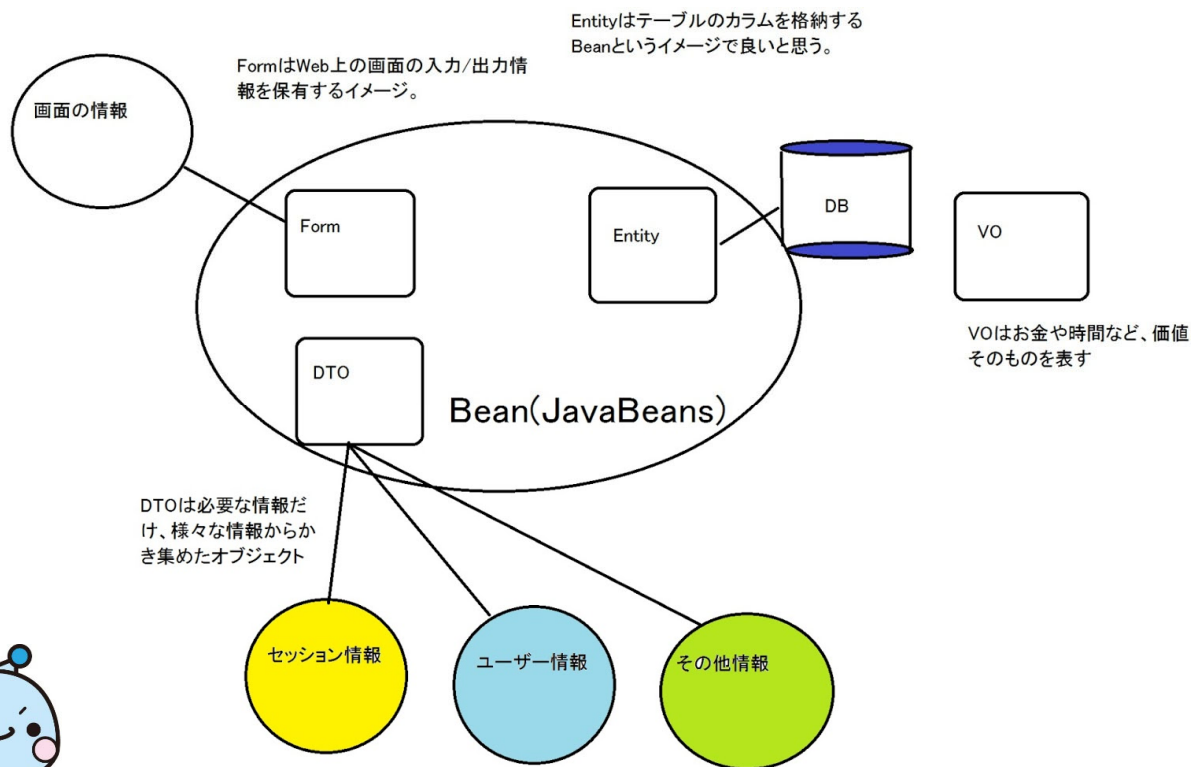 Entityはテーブルのカラムを格納する
Beanというイメージで良いと思う。
FormはWeb上の画面の入力/出力情
報を保有するイメージ。
画面の情報
Form
Entity
DB
VO
VOはお金や時間など、価値
そのものを表す
DTO
Bean(JavaBeans)
DTOは必要な情報だ
け、様々な情報からか
き集めたオブジェクト
セッション情報
ユーザー情報
その他情報